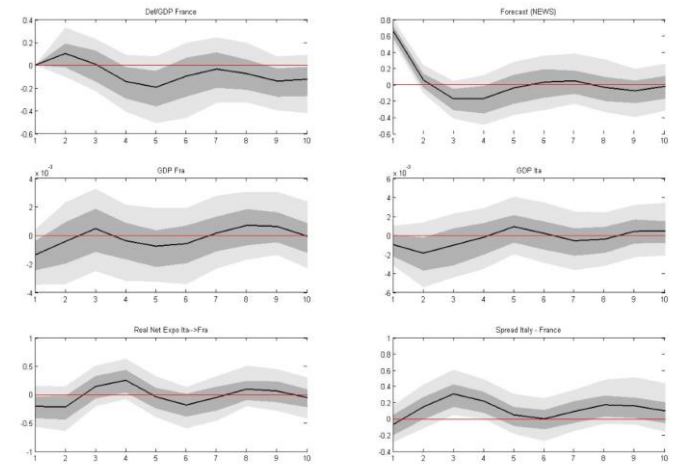 Def/GDP France
0.4
0.2
0
-0.2
-0.4
-0.6
1 2 3 4 5 6 7 8 9 10
Forecast (NEWS)
0.8
0.6
0.4
0.2
0
-0.2
-0.4
-0.6
1 2 3 4 5 6 7 8 9 10
GDP Fra
x 10⁻³
4
2
0
-2
-4
1 2 3 4 5 6 7 8 9 10
GDP Ita
x 10⁻³
6
4
2
0
-2
-4
-6
1 2 3 4 5 6 7 8 9 10
Real Net Expo Ita-->Fra
1
0.5
0
-0.5
-1
1 2 3 4 5 6 7 8 9 10
Spread Italy - France
1
0.8
0.6
0.4
0.2
0
-0.2
-0.4
1 2 3 4 5 6 7 8 9 10